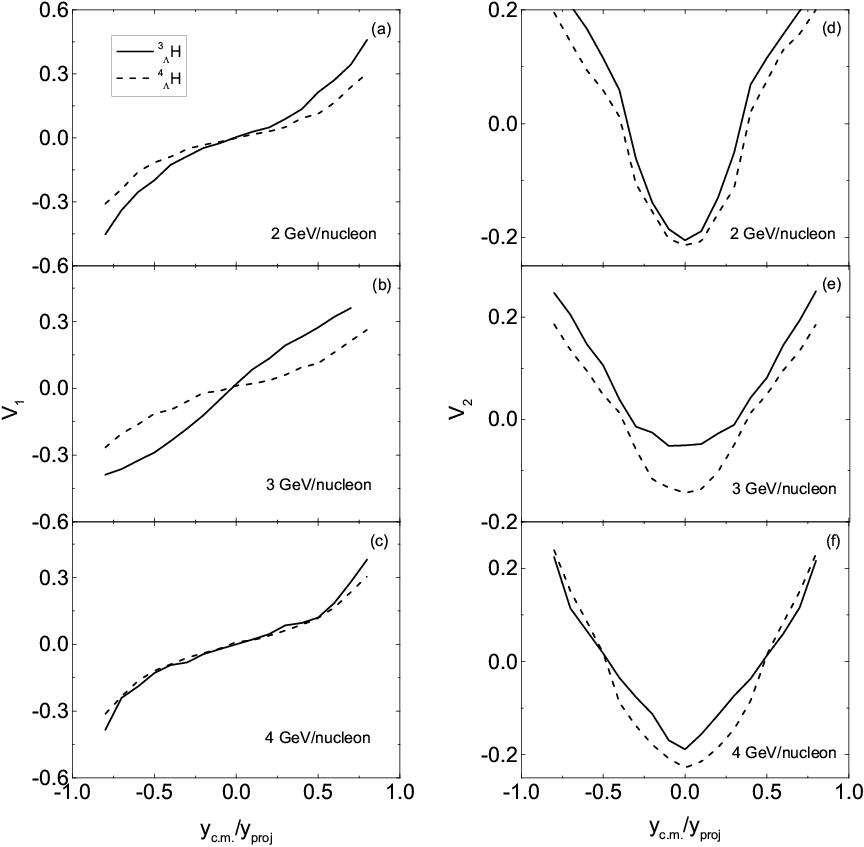 (a)
³ΛH
⁴ΛH
0.6
0.3
0.0
-0.3
-0.6
2 GeV/nucleon
(b)
0.3
0.0
-0.3
-0.6
3 GeV/nucleon
V₁
(c)
0.3
0.0
-0.3
-0.6
4 GeV/nucleon
-1.0 -0.5 0.0 0.5 1.0
y_c.m./y_proj
(d)
0.2
0.0
-0.2
2 GeV/nucleon
(e)
0.2
0.0
-0.2
3 GeV/nucleon
V₂
(f)
0.2
0.0
-0.2
4 GeV/nucleon
-1.0 -0.5 0.0 0.5 1.0
y_c.m./y_proj